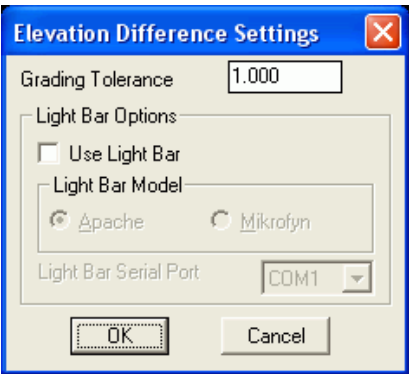 Elevation Difference Settings
Grading Tolerance 1.000
Light Bar Options
Use Light Bar
Light Bar Model
Apache Mikrofyn
Light Bar Serial Port COM1
OK Cancel